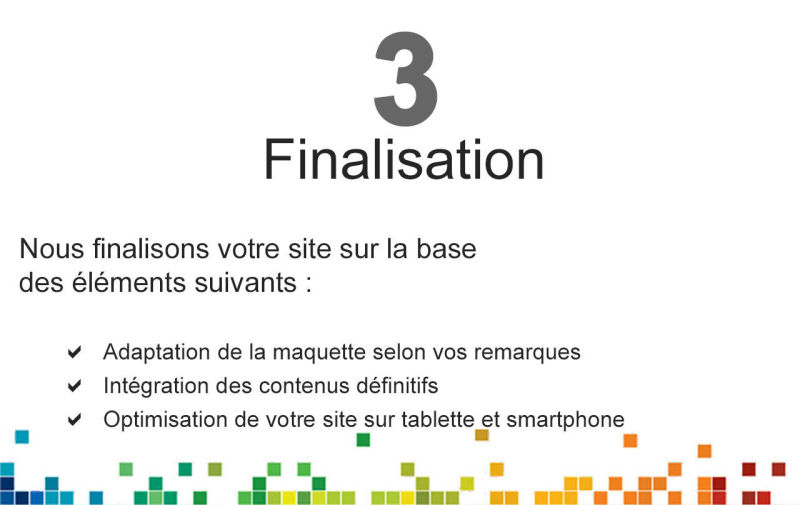 3
Finalisation
Nous finalisons votre site sur la base
des éléments suivants :
✔ Adaptation de la maquette selon vos remarques
✔ Intégration des contenus définitifs
✔ Optimisation de votre site sur tablette et smartphone